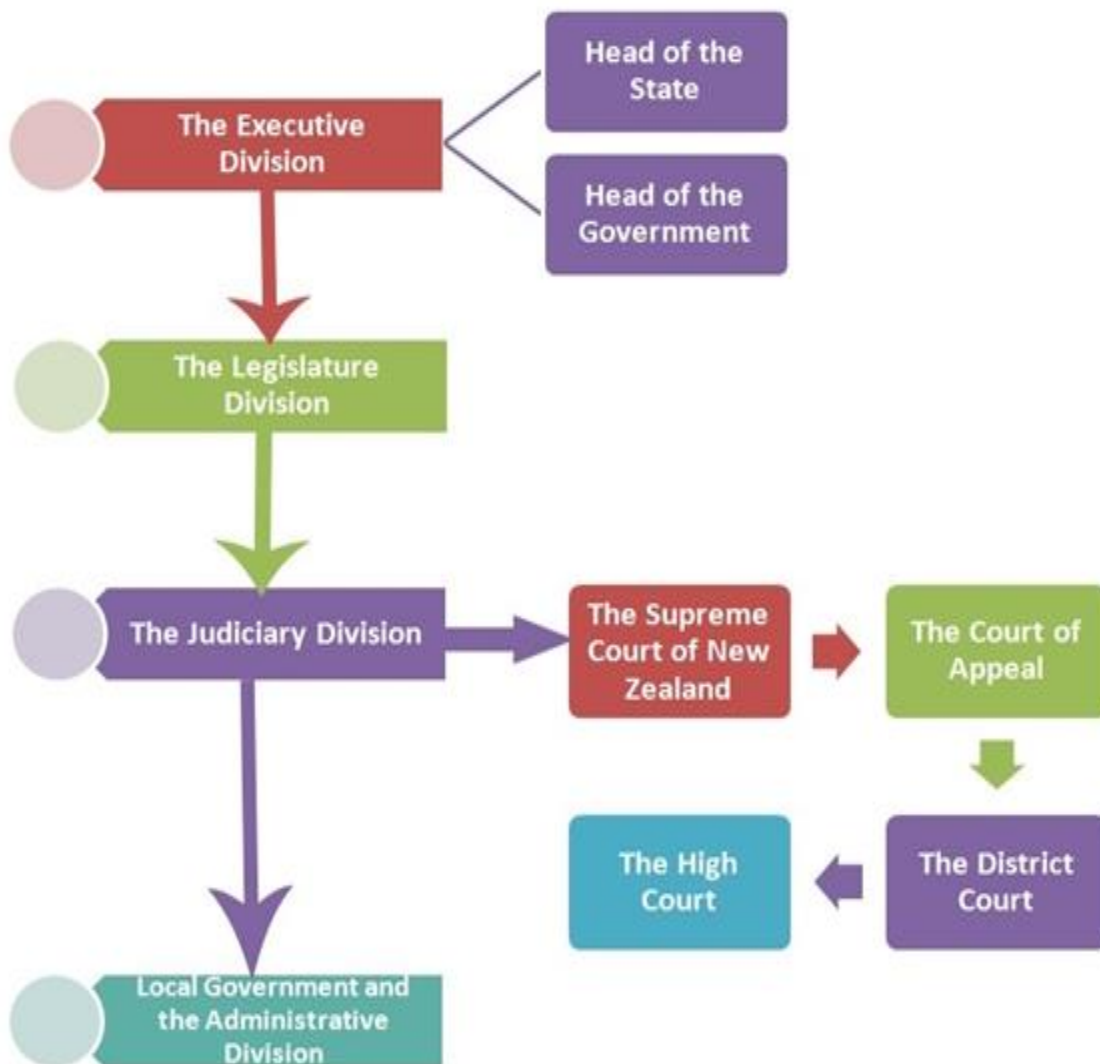 Head of the
State
The Executive
Division
Head of the
Government
The Legislature
Division
The Judiciary Division
The Supreme
Court of New
Zealand
The Court of
Appeal
The High
Court
The District
Court
Local Government and
the Administrative
Division